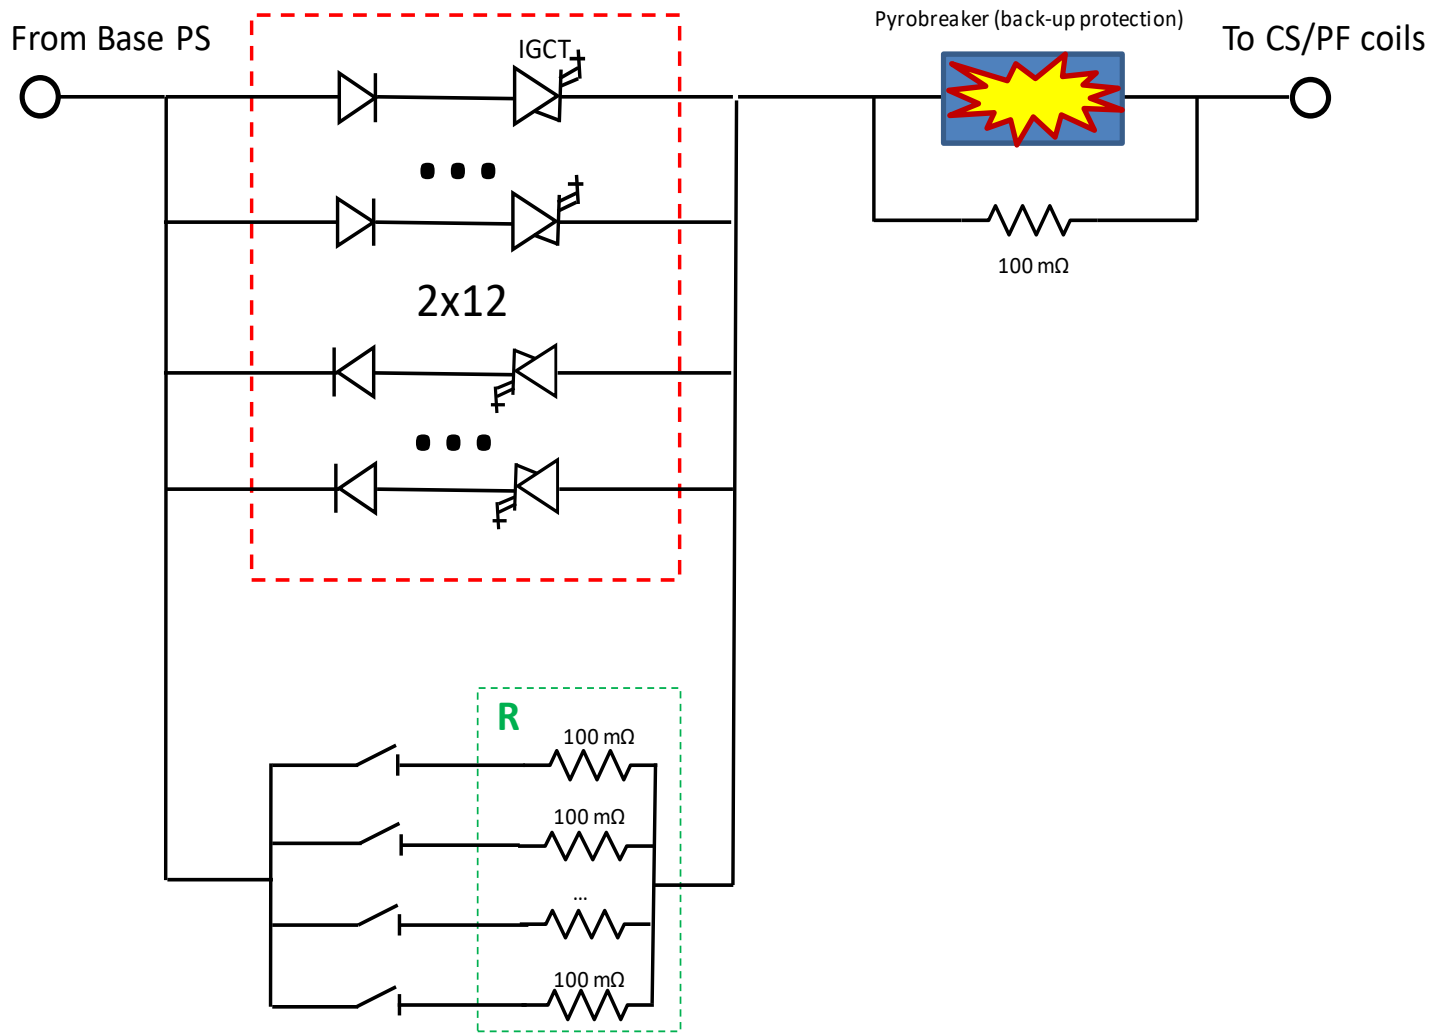 Pyrobreaker (back-up protection)
From Base PS
To CS/PF coils
IGCT
2x12
100 mΩ
R
100 mΩ
100 mΩ
...
100 mΩ